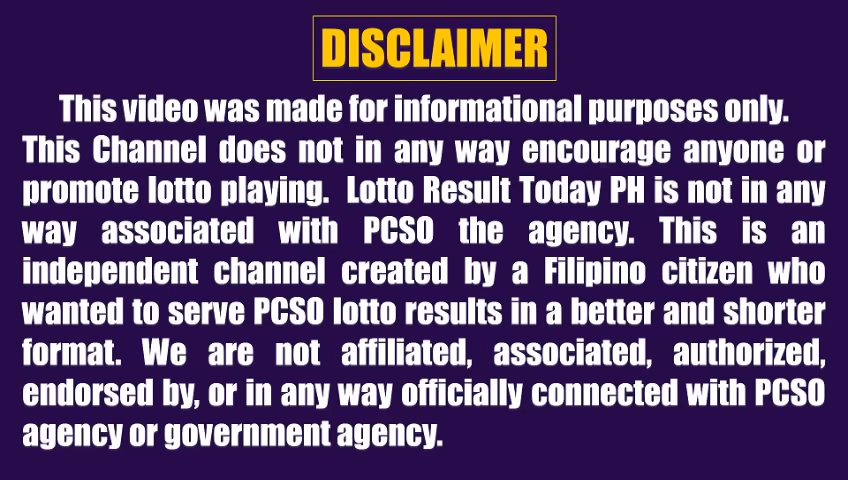 DISCLAIMER
This video was made for informational purposes only.
This Channel does not in any way encourage anyone or
promote lotto playing. Lotto Result Today PH is not in any
way associated with PCSO the agency. This is an
independent channel created by a Filipino citizen who
wanted to serve PCSO lotto results in a better and shorter
format. We are not affiliated, associated, authorized,
endorsed by, or in any way officially connected with PCSO
agency or government agency.